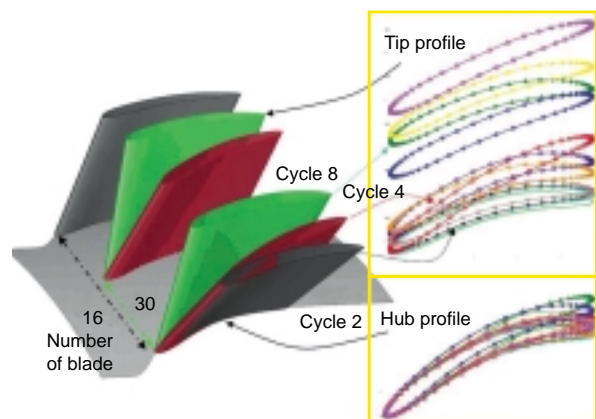 Tip profile
Cycle 8
Cycle 4
30
16
Number
of blade
Cycle 2
Hub profile